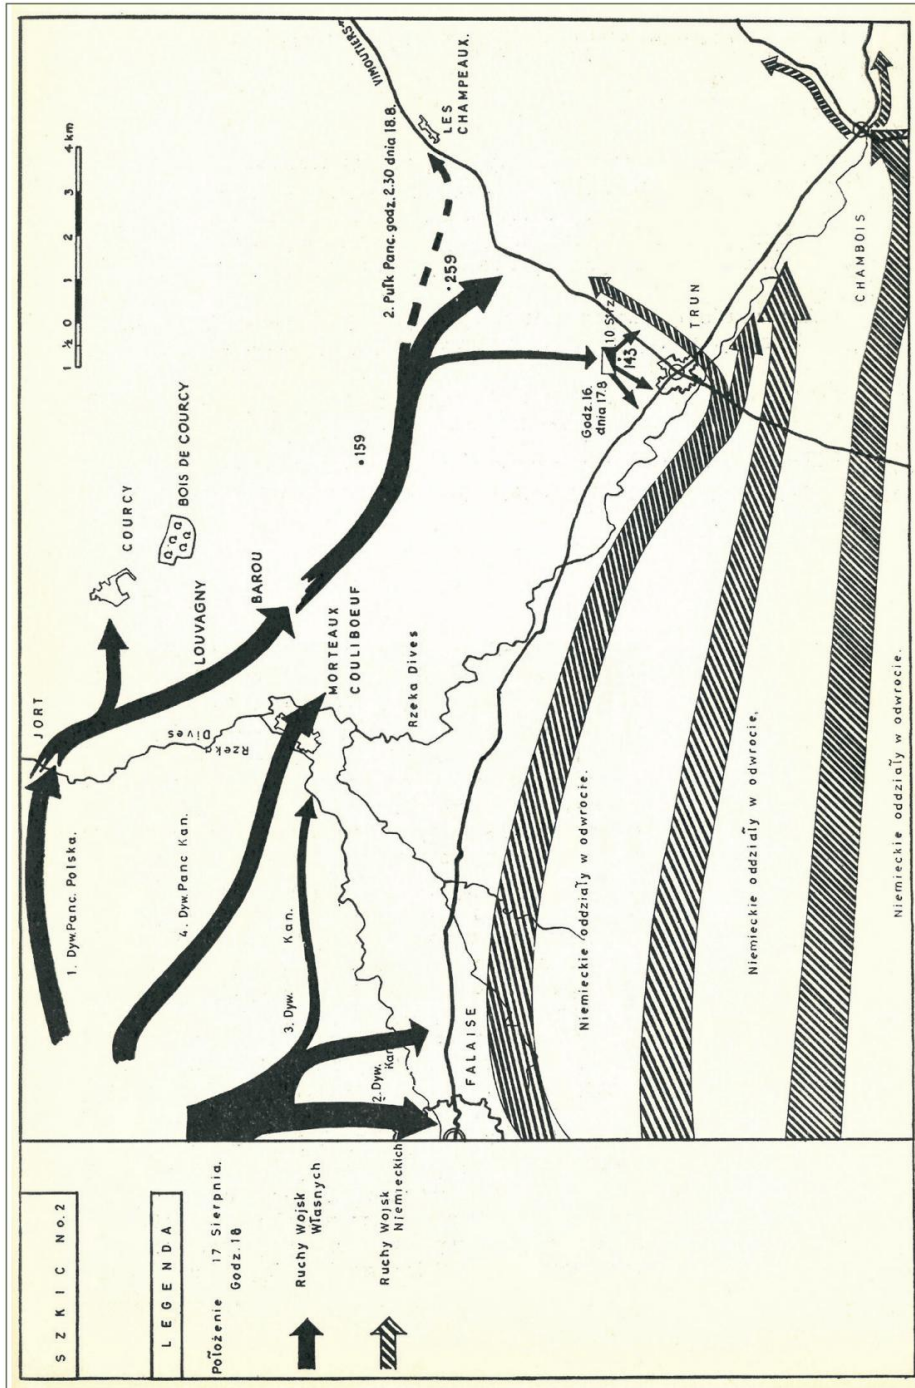 SZKIC No.2
LEGENDA
Położenie 17 Sierpnia.
Godz.18
Ruchy Wojsk
Własnych
Ruchy Wojsk
Niemieckich
1. Dyw.Panc. Polska.
4. Dyw. Panc Kan.
3. Dyw. Kan.
2. Dyw.
Kan
JORT
Rzeka
Dives
COURCY
BOIS DE COURCY
LOUVAGNY
BAROU
MORTEAUX
COULIBOEUF
Rzeka Dives
FALAISE
.159
2. Pułk Panc. godz. 2.30 dnia 18.8.
.259
1 ½ 0 1 2 3 4 km
VIMOUTIERS
LES
CHAMPEAUX.
Godz.16.
dnia 17.8
10 Strz.
143
TRUN
CHAMBOIS
Niemieckie oddziały w odwrocie.
Niemieckie oddziały w odwrocie,
Niemieckie oddziały w odwrocie.